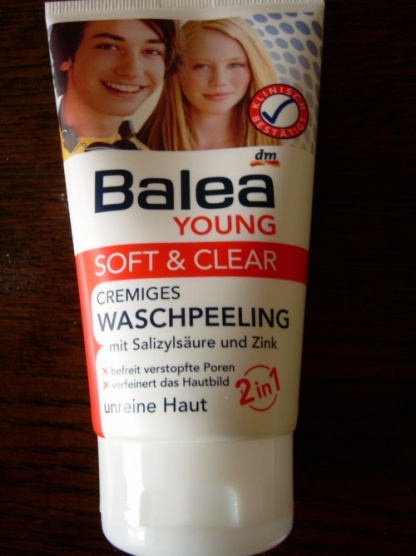 KLINISCH
BESTÄTIGT
dm
Balea
YOUNG
SOFT & CLEAR
CREMIGES
WASCHPEELING
mit Salizylsäure und Zink
befreit verstopfte Poren
verfeinert das Hautbild
2in1
unreine Haut